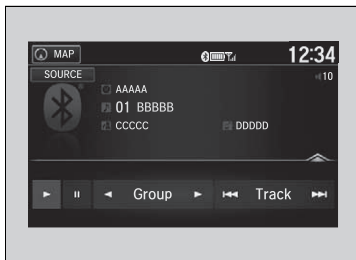 MAP 12:34
SOURCE 10
AAAAA
01 BBBBB
CCCCC DDDDD
Group Track